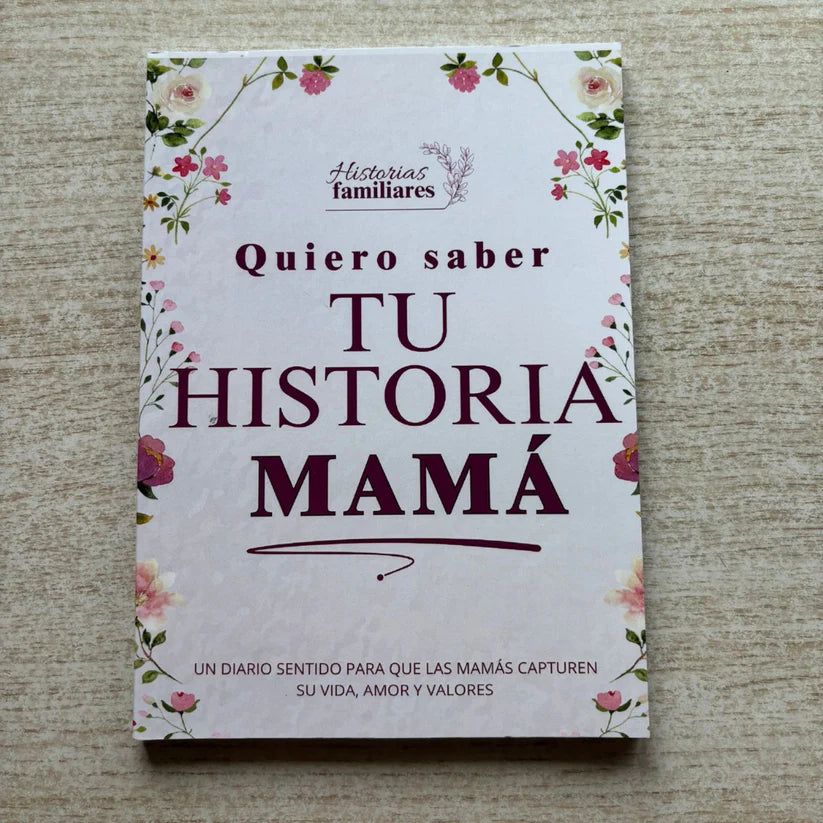 Historias
familiares
Quiero saber
TU
HISTORIA
MAMÁ
UN DIARIO SENTIDO PARA QUE LAS MAMÁS CAPTUREN
SU VIDA, AMOR Y VALORES